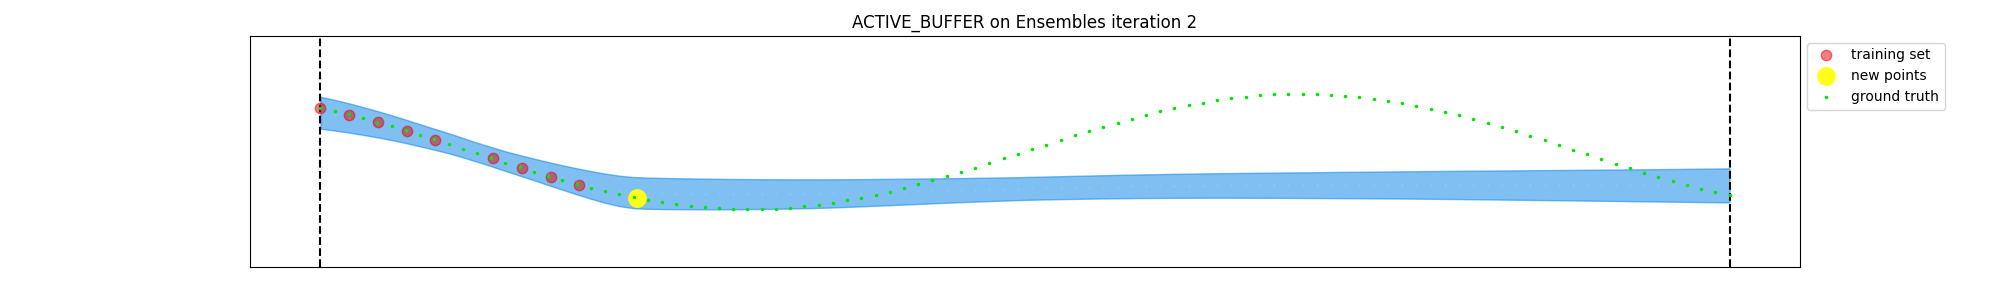 ACTIVE_BUFFER on Ensembles iteration 2
training set
new points
ground truth